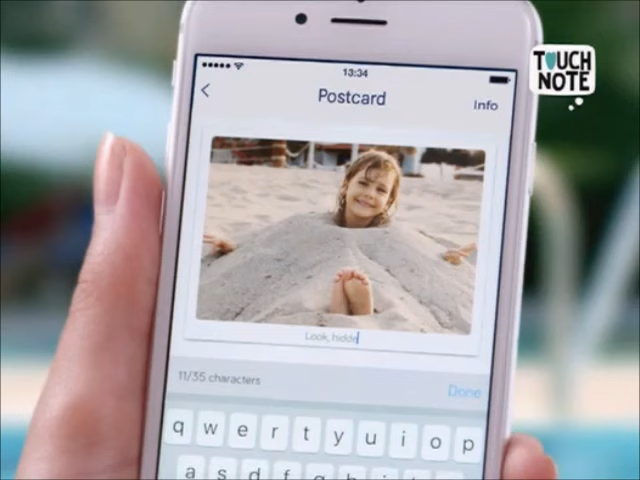 TOUCH
NOTE
13:34
Postcard
Info
Look, hidde
11/35 characters
Done
q w e r t y u i o p
a s d f g h j k l